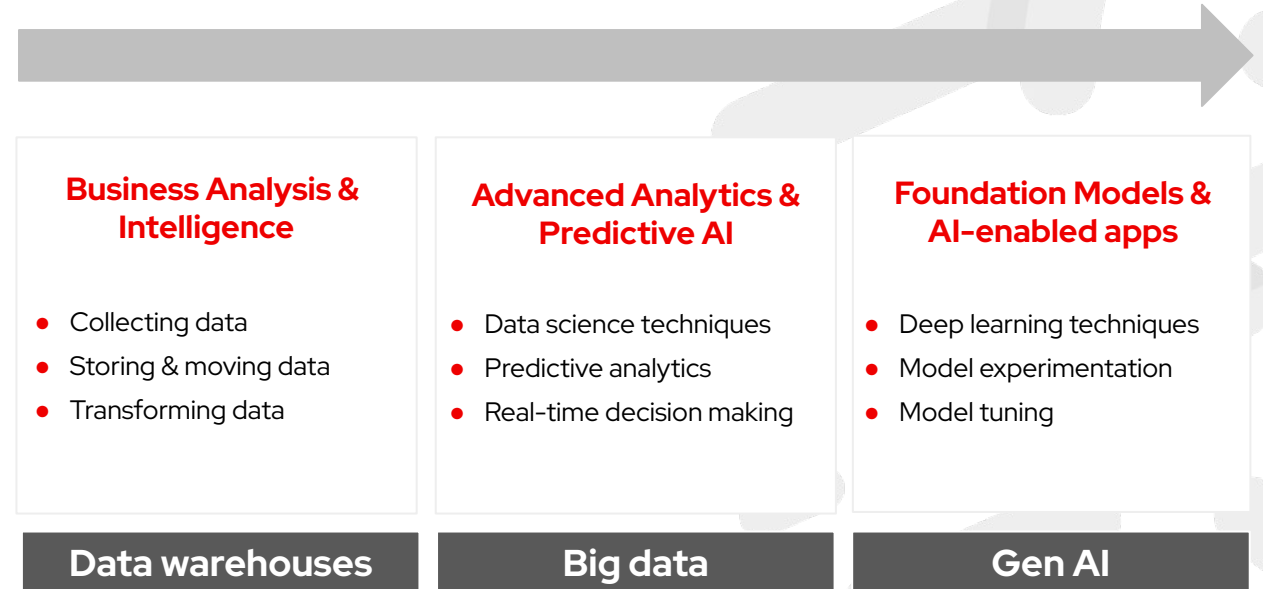 Business Analysis &
Intelligence
● Collecting data
● Storing & moving data
● Transforming data
Data warehouses
Advanced Analytics &
Predictive AI
● Data science techniques
● Predictive analytics
● Real-time decision making
Big data
Foundation Models &
AI-enabled apps
● Deep learning techniques
● Model experimentation
● Model tuning
Gen AI